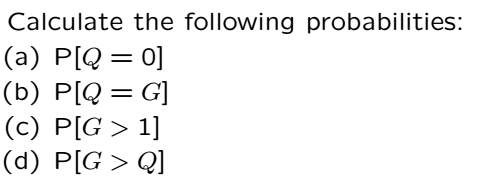 Calculate the following probabilities:
(a) P[Q = 0]
(b) P[Q = G]
(c) P[G > 1]
(d) P[G > Q]